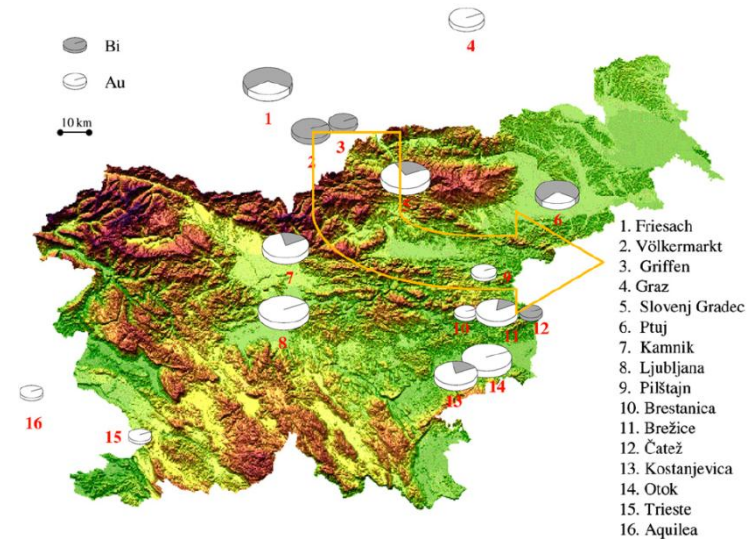 Bi
Au
10 km
4
1
2
3
5
6
7
9
8
10
11
12
14
15
16
15
1. Friesach
2. Völkermarkt
3. Griffen
4. Graz
5. Slovenj Gradec
6. Ptuj
7. Kamnik
8. Ljubljana
9. Pilštajn
10. Brestanica
11. Brežice
12. Čatež
13. Kostanjevica
14. Otok
15. Trieste
16. Aquilea